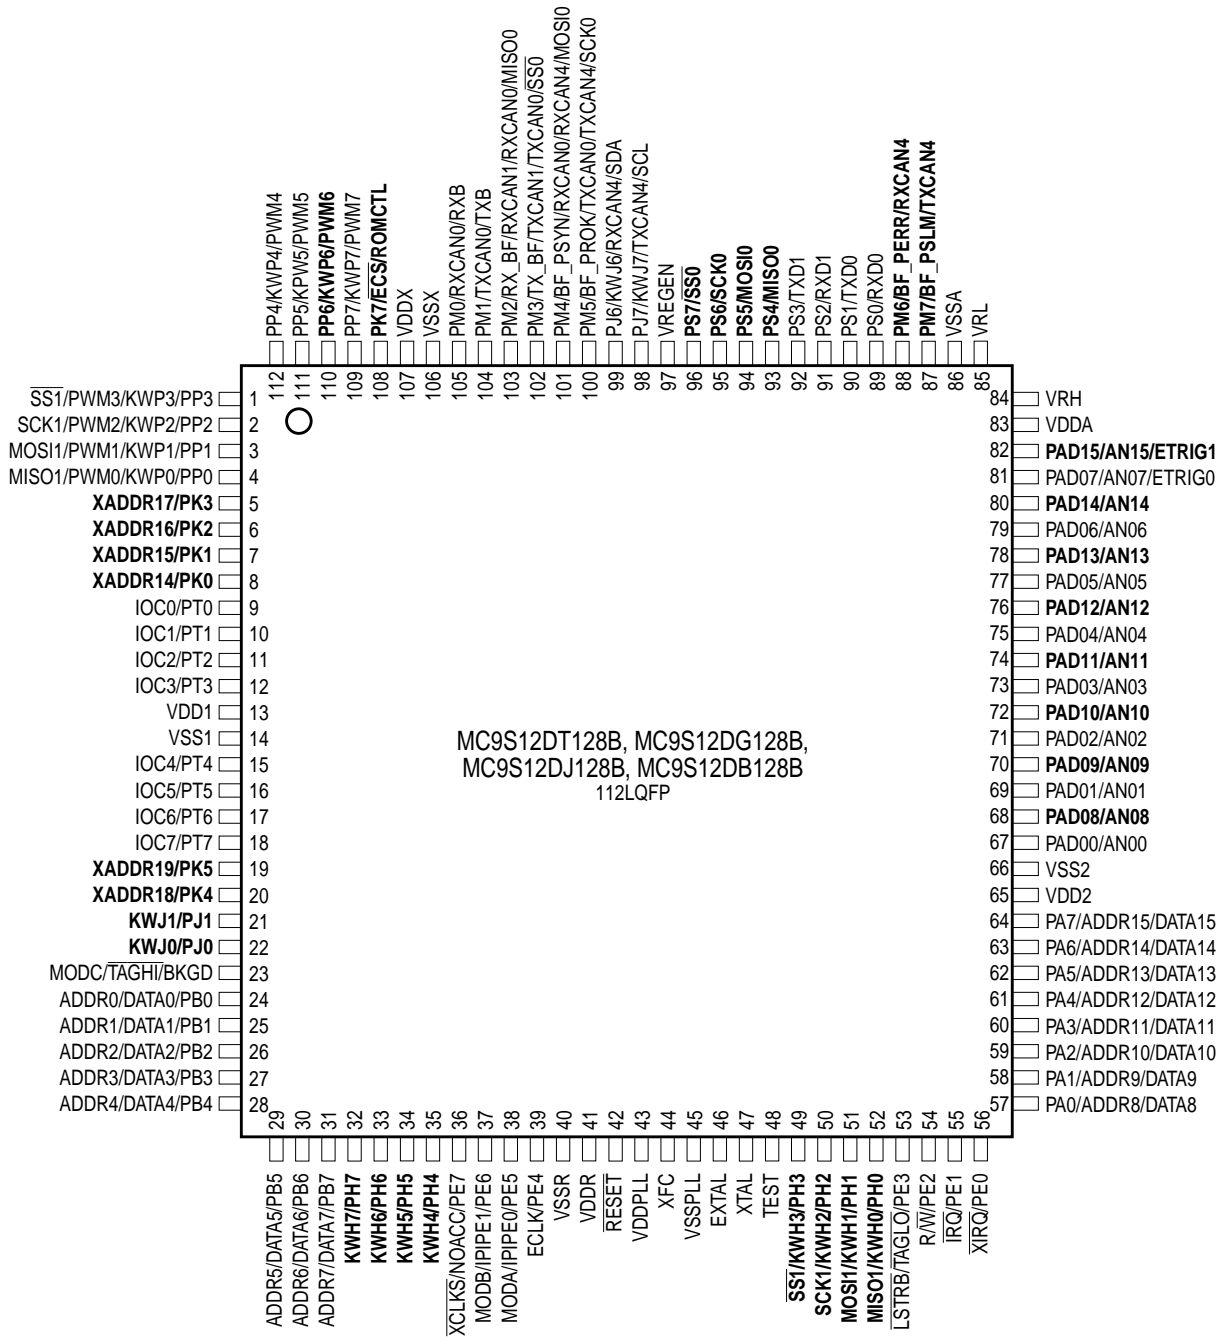 PP4/KWP4/PWM4
PP5/KPW5/PWM5
PP6/KWP6/PWM6
PP7/KWP7/PWM7
PK7/ECS/ROMCTL
VDDX
VSSX
PM0/RXCAN0/RXB
PM1/TXCAN0/TXB
PM2/RX_BF/RXCAN1/RXCAN0/MISO0
PM3/TX_BF/TXCAN1/TXCAN0/SS0
PM4/BF_PSYN/RXCAN0/RXCAN4/MOSI0
PM5/BF_PROK/TXCAN0/TXCAN4/SCK0
PJ6/KWJ6/RXCAN4/SDA
PJ7/KWJ7/TXCAN4/SCL
VREGEN
PS7/SS0
PS6/SCK0
PS5/MOSI0
PS4/MISO0
PS3/TXD1
PS2/RXD1
PS1/TXD0
PS0/RXD0
PM6/BF_PERR/RXCAN4
PM7/BF_PSLM/TXCAN4
VSSA
VRL
112
111
110
109
108
107
106
105
104
103
102
101
100
99
98
97
96
95
94
93
92
91
90
89
88
87
86
85
SS1/PWM3/KWP3/PP3 1
SCK1/PWM2/KWP2/PP2 2
MOSI1/PWM1/KWP1/PP1 3
MISO1/PWM0/KWP0/PP0 4
XADDR17/PK3 5
XADDR16/PK2 6
XADDR15/PK1 7
XADDR14/PK0 8
IOC0/PT0 9
IOC1/PT1 10
IOC2/PT2 11
IOC3/PT3 12
VDD1 13
VSS1 14
IOC4/PT4 15
IOC5/PT5 16
IOC6/PT6 17
IOC7/PT7 18
XADDR19/PK5 19
XADDR18/PK4 20
KWJ1/PJ1 21
KWJ0/PJ0 22
MODC/TAGHI/BKGD 23
ADDR0/DATA0/PB0 24
ADDR1/DATA1/PB1 25
ADDR2/DATA2/PB2 26
ADDR3/DATA3/PB3 27
ADDR4/DATA4/PB4 28
MC9S12DT128B, MC9S12DG128B,
MC9S12DJ128B, MC9S12DB128B
112LQFP
84 VRH
83 VDDA
82 PAD15/AN15/ETRIG1
81 PAD07/AN07/ETRIG0
80 PAD14/AN14
79 PAD06/AN06
78 PAD13/AN13
77 PAD05/AN05
76 PAD12/AN12
75 PAD04/AN04
74 PAD11/AN11
73 PAD03/AN03
72 PAD10/AN10
71 PAD02/AN02
70 PAD09/AN09
69 PAD01/AN01
68 PAD08/AN08
67 PAD00/AN00
66 VSS2
65 VDD2
64 PA7/ADDR15/DATA15
63 PA6/ADDR14/DATA14
62 PA5/ADDR13/DATA13
61 PA4/ADDR12/DATA12
60 PA3/ADDR11/DATA11
59 PA2/ADDR10/DATA10
58 PA1/ADDR9/DATA9
57 PA0/ADDR8/DATA8
29
30
31
32
33
34
35
36
37
38
39
40
41
42
43
44
45
46
47
48
49
50
51
52
53
54
55
56
ADDR5/DATA5/PB5
ADDR6/DATA6/PB6
ADDR7/DATA7/PB7
KWH7/PH7
KWH6/PH6
KWH5/PH5
KWH4/PH4
XCLKS/NOACC/PE7
MODB/IPIPE1/PE6
MODA/IPIPE0/PE5
ECLK/PE4
VSSR
VDDR
RESET
VDDPLL
XFC
VSSPLL
EXTAL
XTAL
TEST
SS1/KWH3/PH3
SCK1/KWH2/PH2
MOSI1/KWH1/PH1
MISO1/KWH0/PH0
LSTRB/TAGLO/PE3
R/W/PE2
IRQ/PE1
XIRQ/PE0